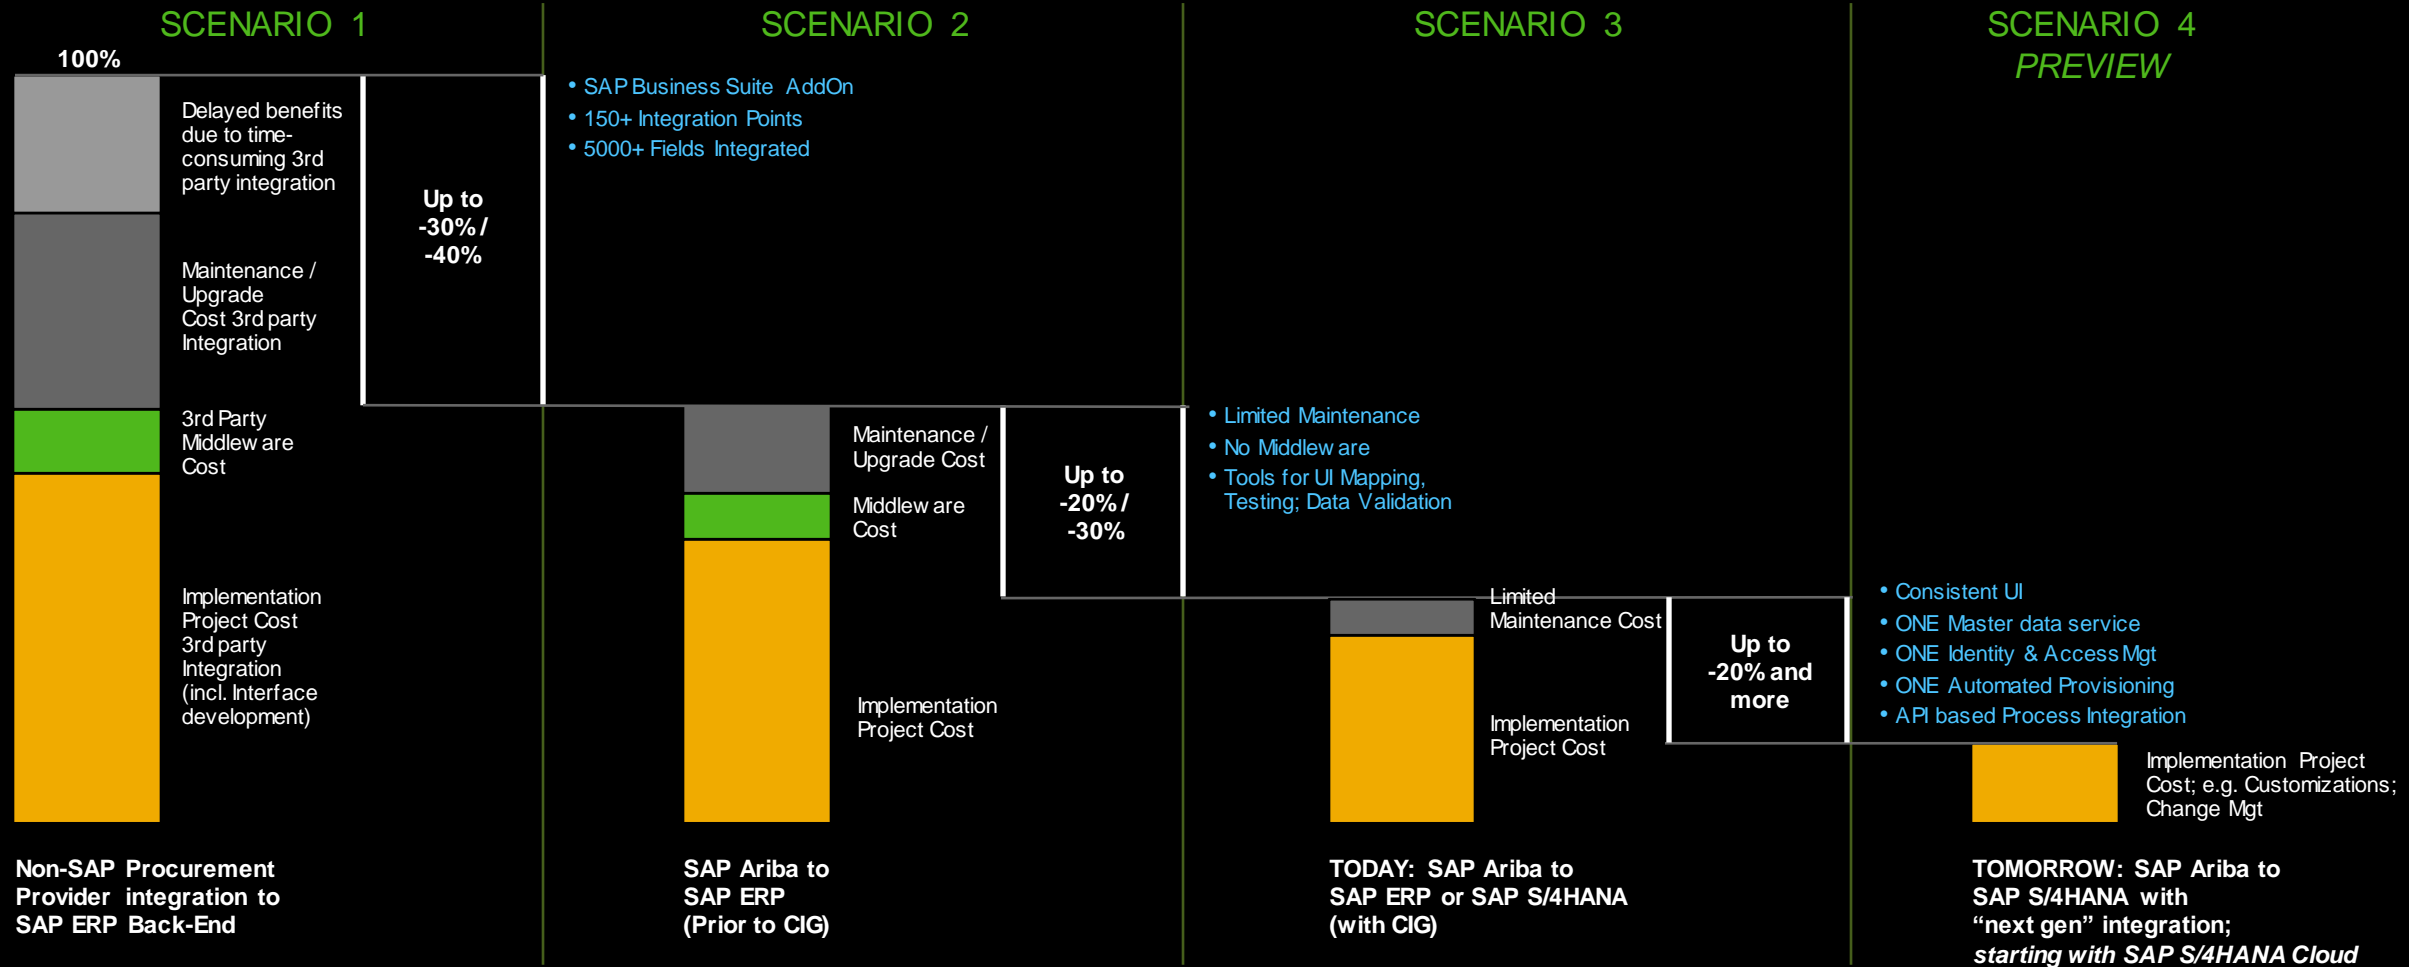 SCENARIO 1
100%
Delayed benefits
due to time-
consuming 3rd
party integration
Maintenance /
Upgrade
Cost 3rd party
Integration
3rd Party
Middleware
Cost
Implementation
Project Cost
3rd party
Integration
(incl. Interface
development)
Up to
-30% /
-40%
Non-SAP Procurement
Provider integration to
SAP ERP Back-End
SCENARIO 2
• SAP Business Suite AddOn
• 150+ Integration Points
• 5000+ Fields Integrated
Maintenance /
Upgrade Cost
Middleware
Cost
Implementation
Project Cost
Up to
-20% /
-30%
SAP Ariba to
SAP ERP
(Prior to CIG)
SCENARIO 3
• Limited Maintenance
• No Middleware
• Tools for UI Mapping,
Testing; Data Validation
Limited
Maintenance Cost
Implementation
Project Cost
Up to
-20% and
more
TODAY: SAP Ariba to
SAP ERP or SAP S/4HANA
(with CIG)
SCENARIO 4
PREVIEW
• Consistent UI
• ONE Master data service
• ONE Identity & Access Mgt
• ONE Automated Provisioning
• API based Process Integration
Implementation Project
Cost; e.g. Customizations;
Change Mgt
TOMORROW: SAP Ariba to
SAP S/4HANA with
“next gen” integration;
starting with SAP S/4HANA Cloud